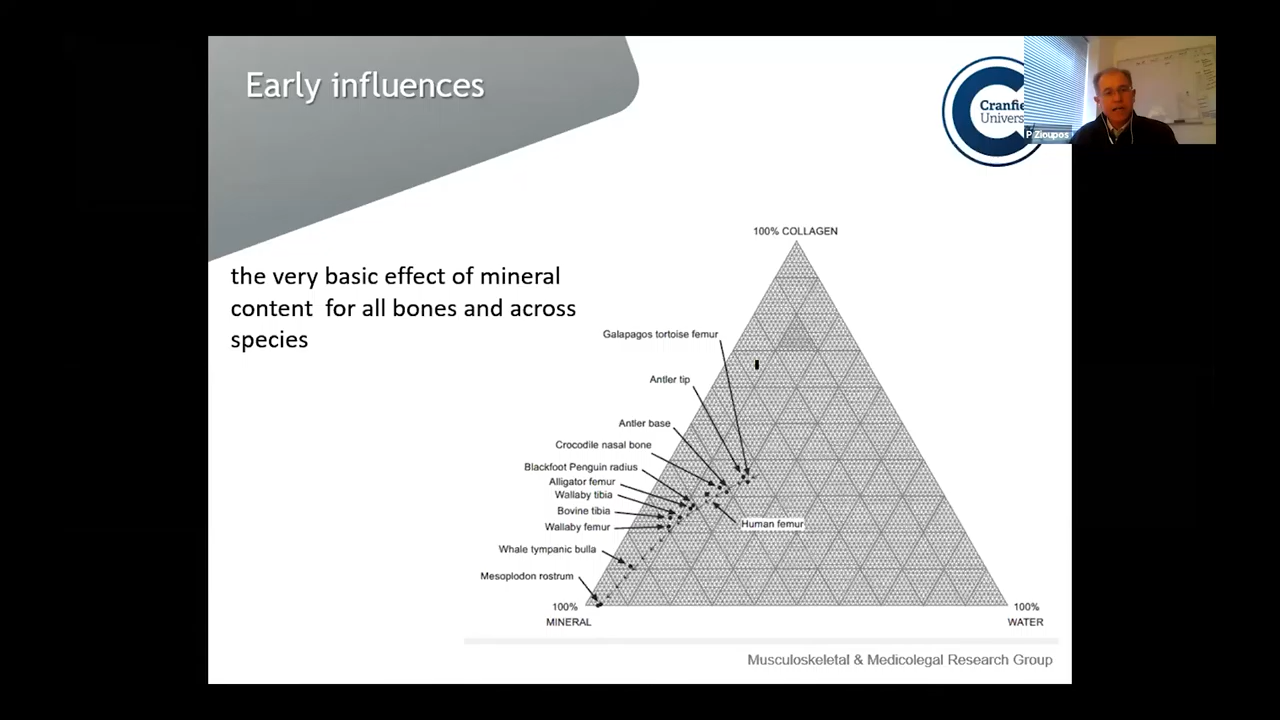 Early influences
Cranfie
Univers
P Zioupos
the very basic effect of mineral
content for all bones and across
species
100% COLLAGEN
Galapagos tortoise femur
Antler tip
Antler base
Crocodile nasal bone
Blackfoot Penguin radius
Alligator femur
Wallaby tibia
Bovine tibia
Wallaby femur
Human femur
Whale tympanic bulla
Mesoplodon rostrum
100%
MINERAL
100%
WATER
Musculoskeletal & Medicolegal Research Group